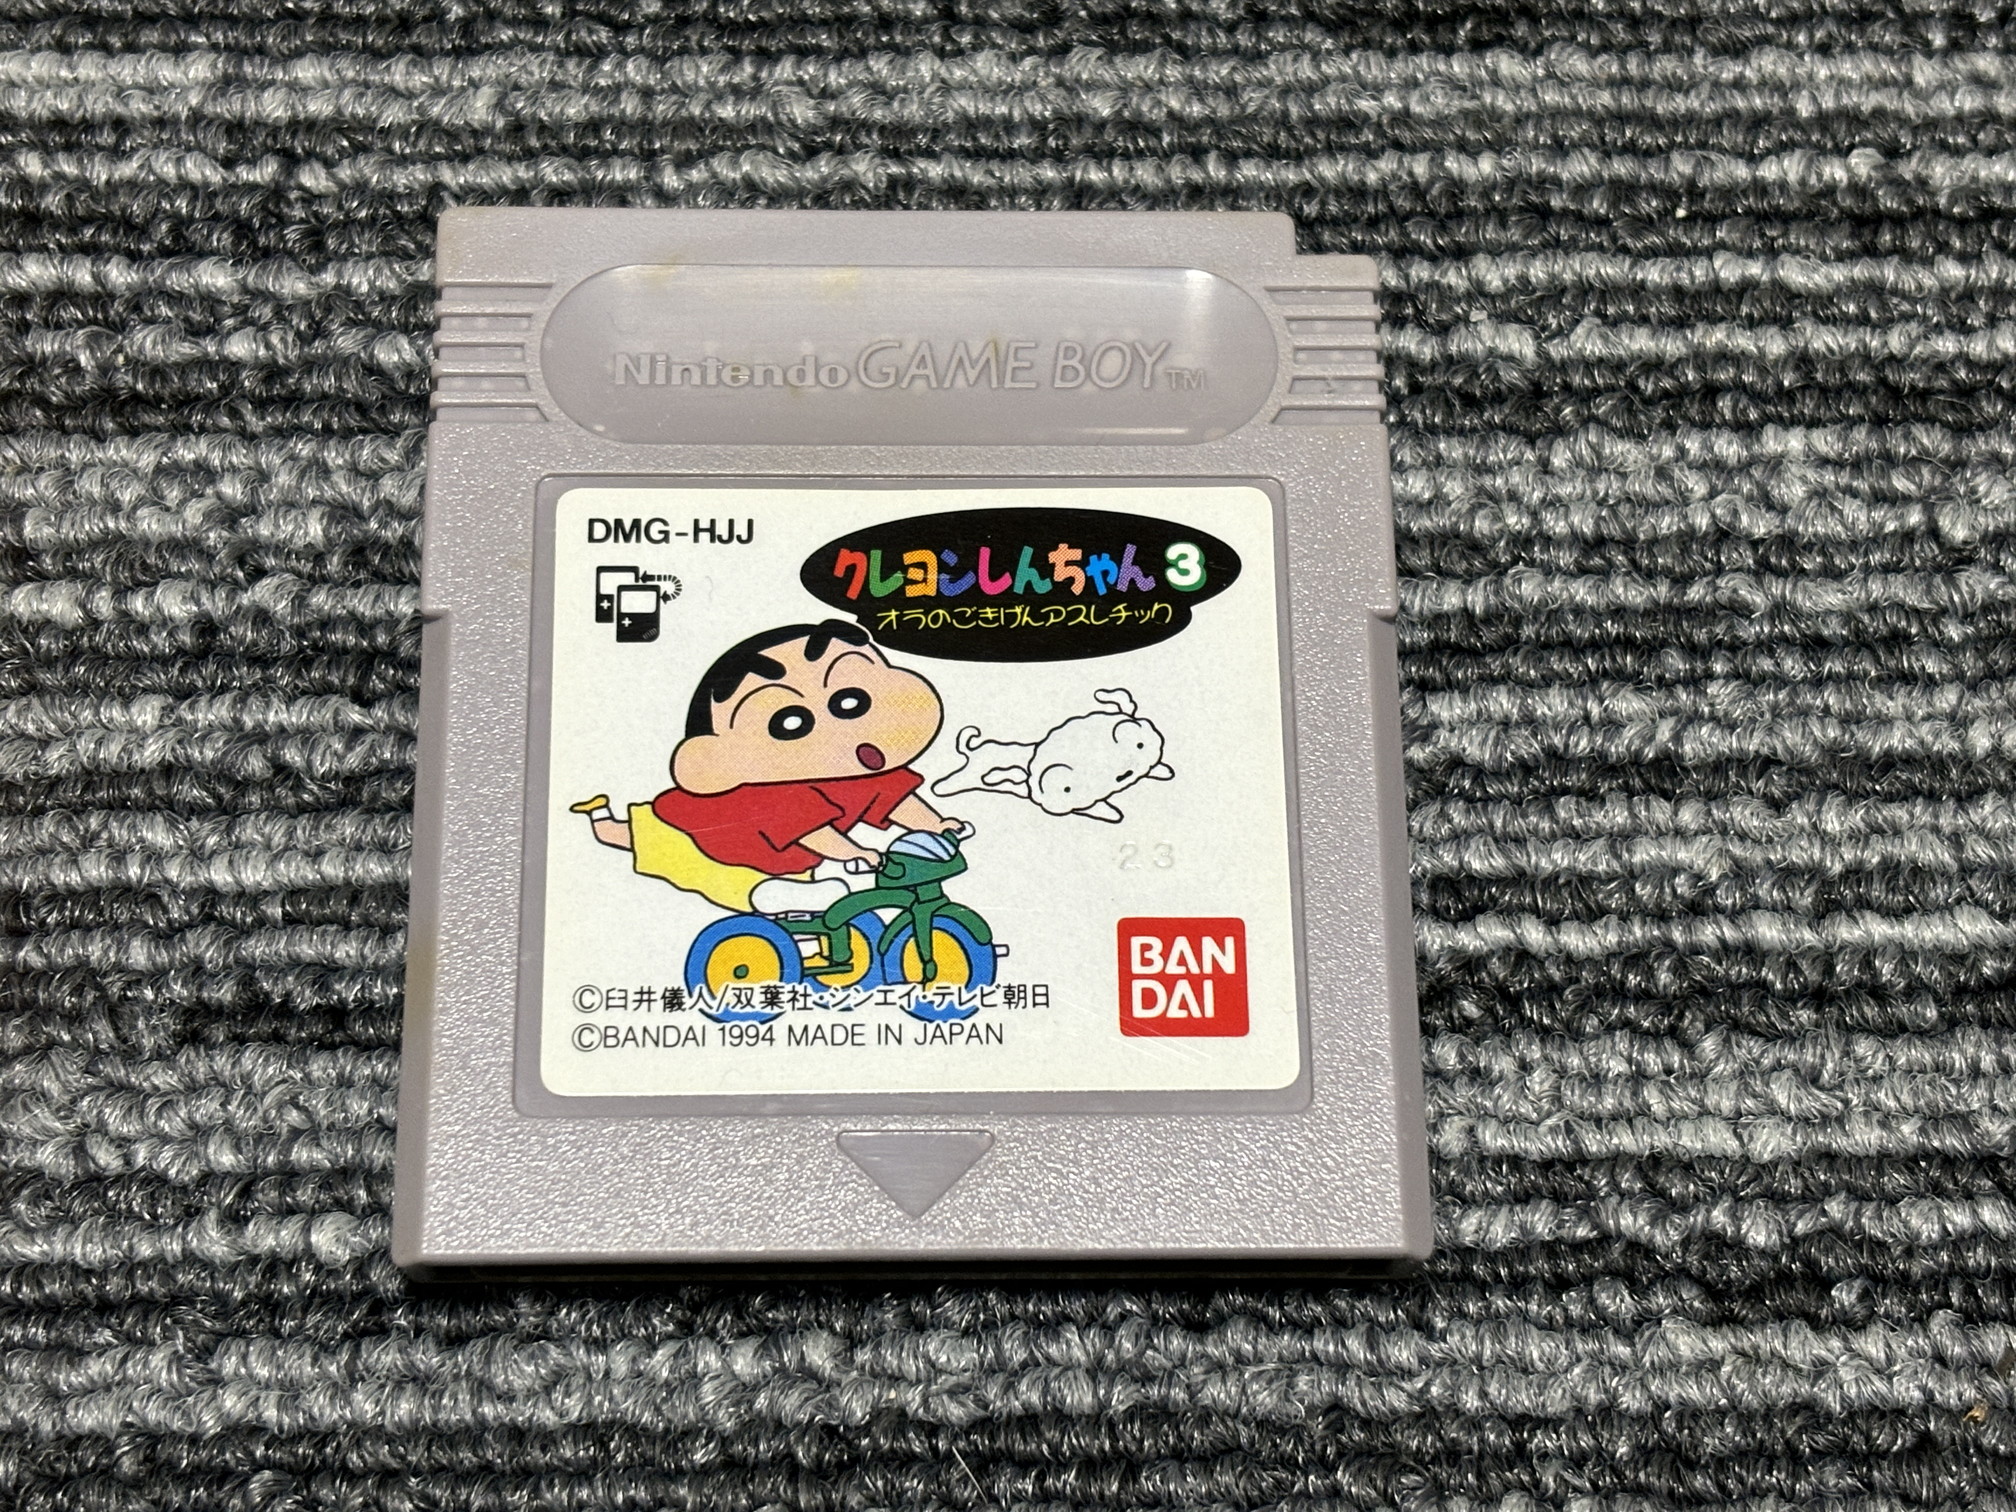 Nintendo GAME BOY TM
DMG-HJJ
クレヨンしんちゃん3
オラのごきげんアスレチック
23
BAN
DAI
©臼井儀人/双葉社・シンエイ・テレビ朝日
©BANDAI 1994 MADE IN JAPAN